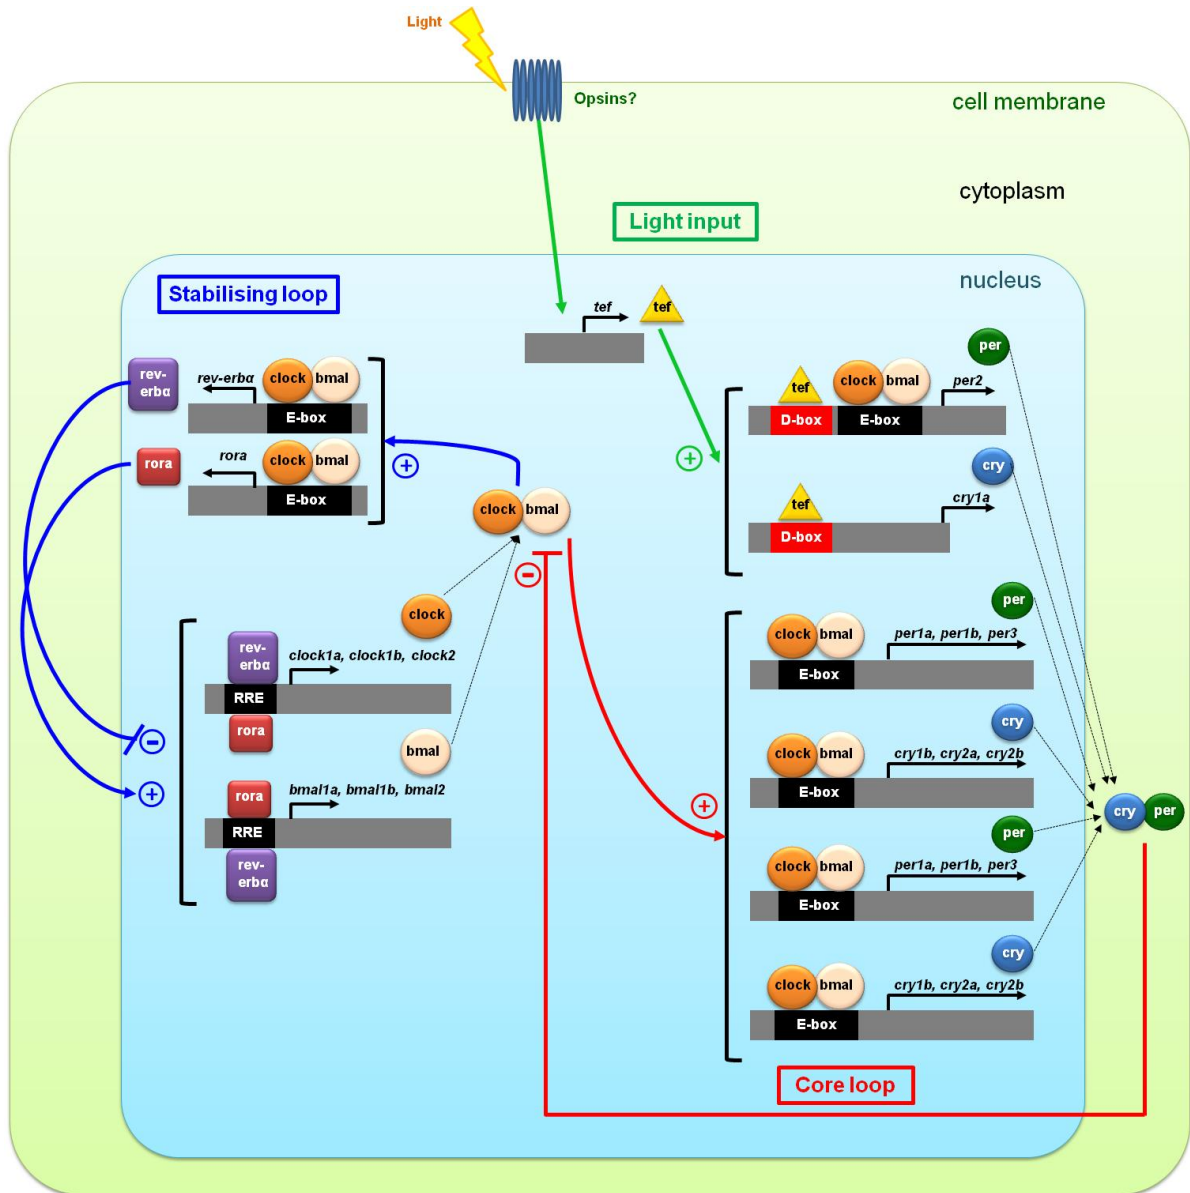 Light
Opsins?
cell membrane
cytoplasm
Light input
nucleus
Stabilising loop
tef
tef
per
rev-
erbα
rev-erbα
clock
bmal
E-box
tef
clock
bmal
per2
D-box
E-box
rora
rora
clock
bmal
E-box
+
+
cry
tef
cry1a
D-box
clock
bmal
−
clock
per
clock
bmal
per1a, per1b, per3
E-box
rev-
erbα
clock1a, clock1b, clock2
RRE
rora
−
bmal
cry
clock
bmal
cry1b, cry2a, cry2b
E-box
+
rora
bmal1a, bmal1b, bmal2
RRE
rev-
erbα
+
cry
per
per
clock
bmal
per1a, per1b, per3
E-box
cry
clock
bmal
cry1b, cry2a, cry2b
E-box
Core loop